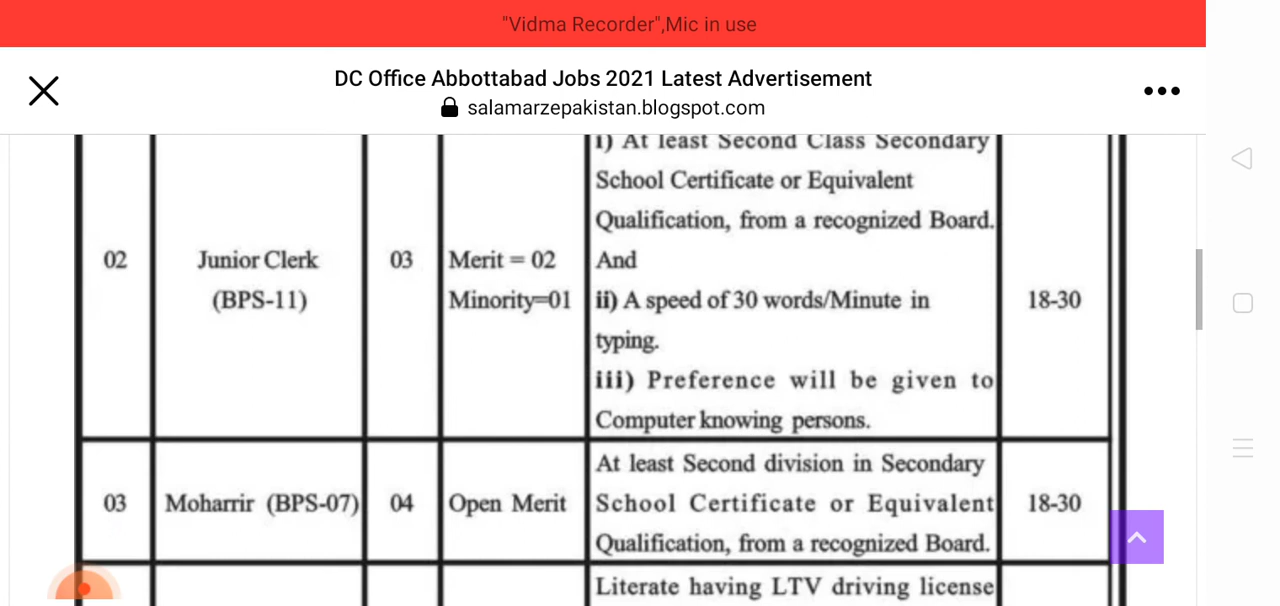 "Vidma Recorder",Mic in use
DC Office Abbottabad Jobs 2021 Latest Advertisement
salamarzepakistan.blogspot.com
02
Junior Clerk
(BPS-11)
03
Merit = 02
Minority=01
i) At least Second Class Secondary
School Certificate or Equivalent
Qualification, from a recognized Board.
And
ii) A speed of 30 words/Minute in
typing.
iii) Preference will be given to
Computer knowing persons.
18-30
03
Moharrir (BPS-07)
04
Open Merit
At least Second division in Secondary
School Certificate or Equivalent
Qualification, from a recognized Board.
18-30
Literate having LTV driving license